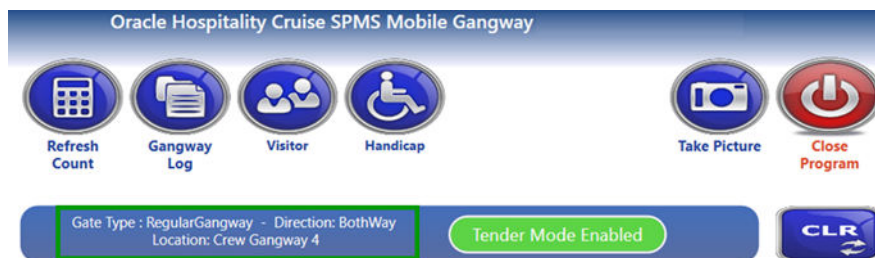 Oracle Hospitality Cruise SPMS Mobile Gangway
Refresh
Count
Gangway
Log
Visitor
Handicap
Take Picture
Close
Program
Gate Type : RegularGangway - Direction: BothWay
Location: Crew Gangway 4
Tender Mode Enabled
CLR